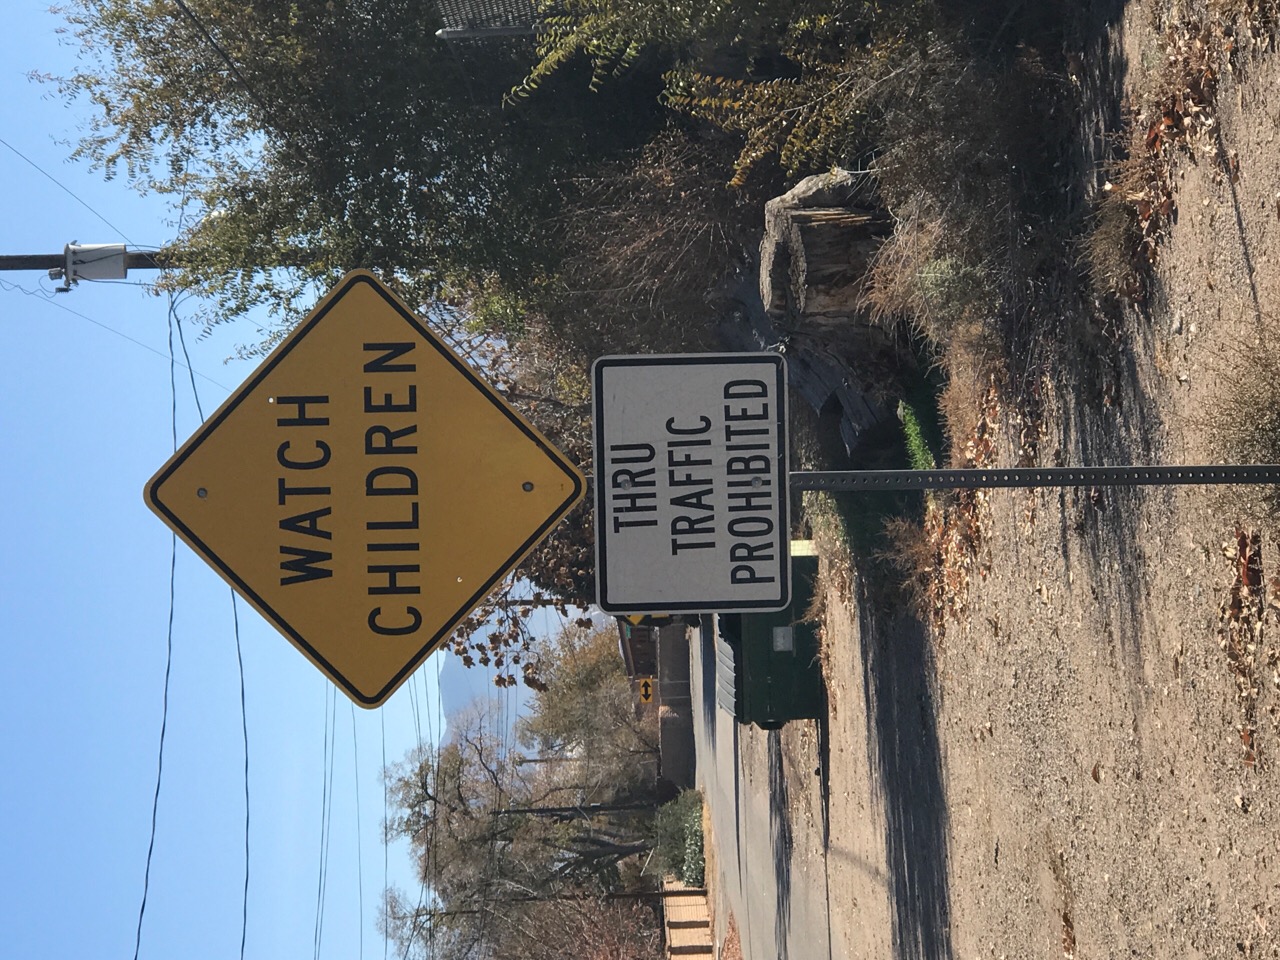 WATCH
CHILDREN
THRU
TRAFFIC
PROHIBITED